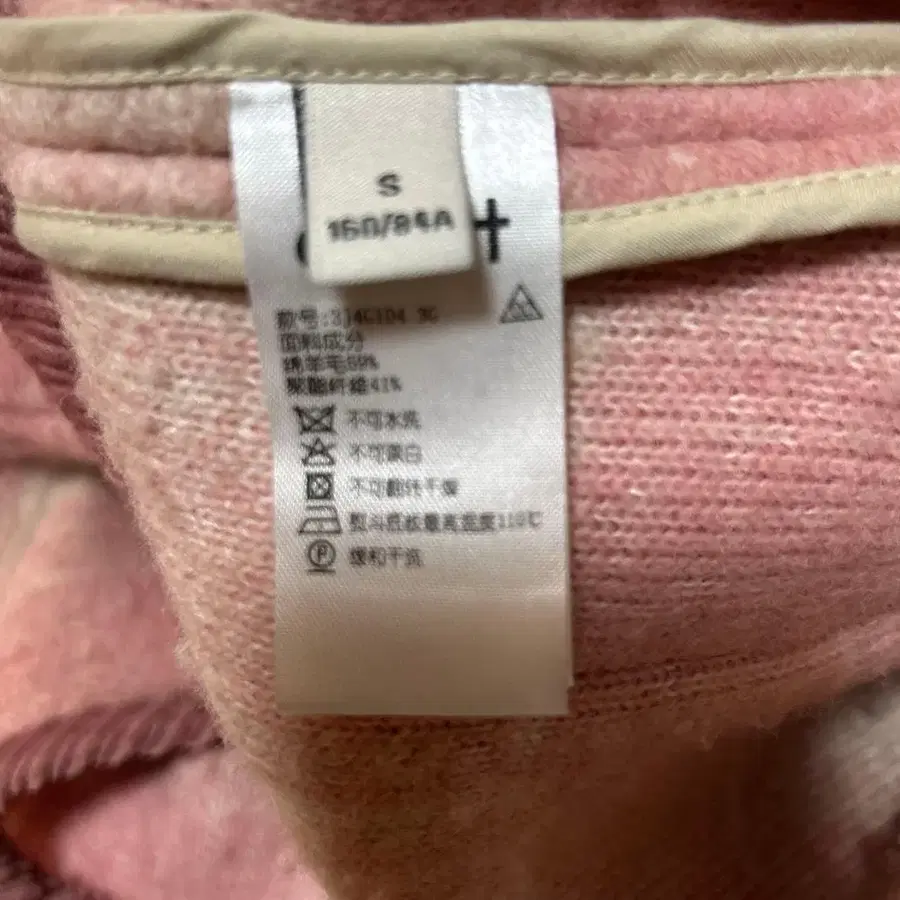 S
160/84A
款号:
面料成分
绵羊毛59%
聚酯纤维41%
不可水洗
不可漂白
不可翻转干燥
熨斗底板最高温度110℃
P 缓和干洗